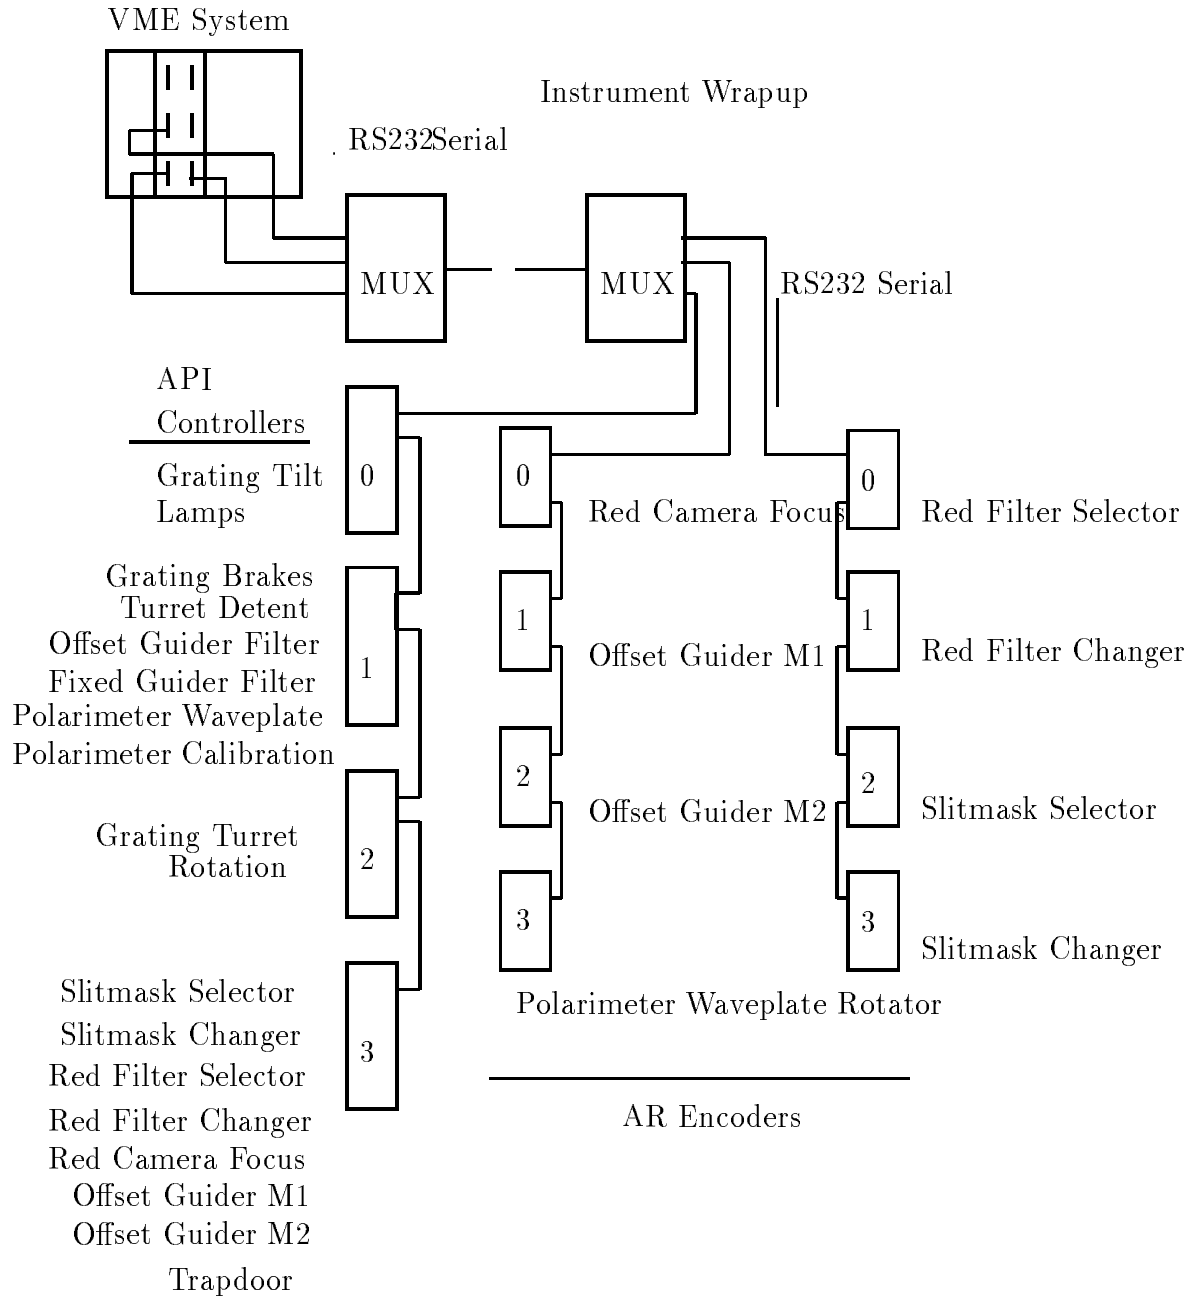 VME System
Instrument Wrapup
RS232Serial
MUX
MUX
RS232 Serial
API
Controllers
0
Grating Tilt
Lamps
Grating Brakes
Turret Detent
Offset Guider Filter
Fixed Guider Filter
Polarimeter Waveplate
Polarimeter Calibration
1
Grating Turret
Rotation
2
Slitmask Selector
Slitmask Changer
Red Filter Selector
Red Filter Changer
Red Camera Focus
Offset Guider M1
Offset Guider M2
Trapdoor
3
0
Red Camera Focus
1
Offset Guider M1
2
Offset Guider M2
3
Polarimeter Waveplate Rotator
0
Red Filter Selector
1
Red Filter Changer
2
Slitmask Selector
3
Slitmask Changer
AR Encoders